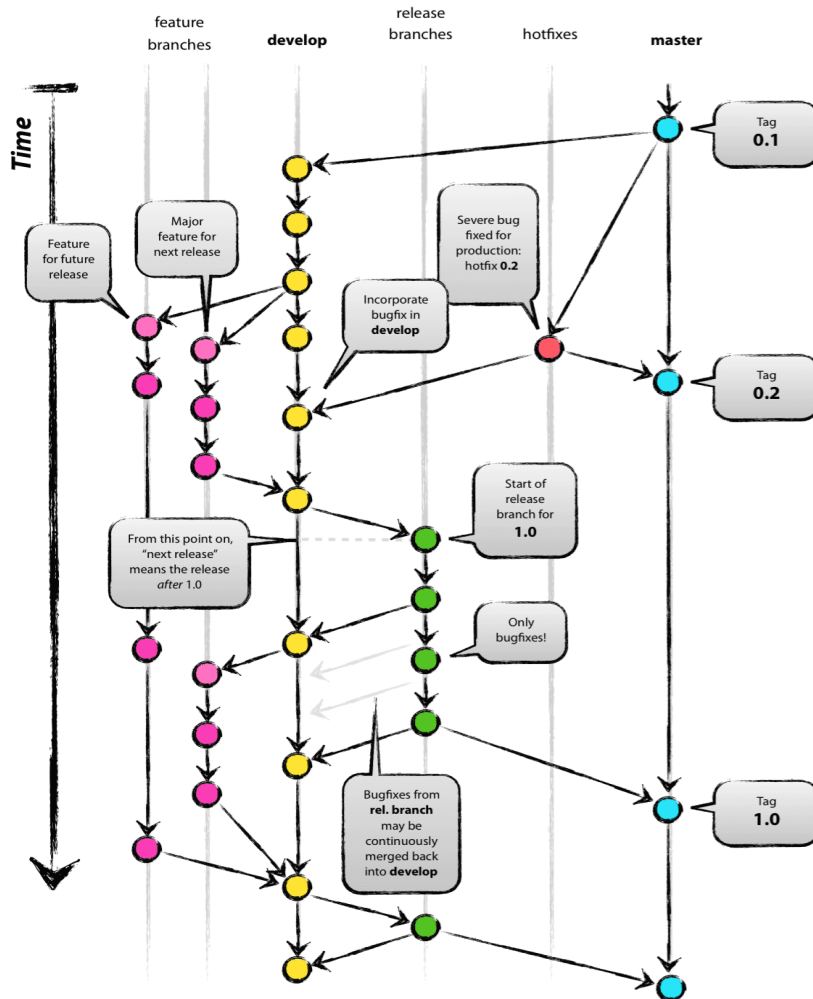 feature
branches
develop
release
branches
hotfixes
master
Time
Tag
0.1
Major
feature for
next release
Feature
for future
release
Severe bug
fixed for
production:
hotfix 0.2
Incorporate
bugfix in
develop
Tag
0.2
Start of
release
branch for
1.0
From this point on,
“next release”
means the release
after 1.0
Only
bugfixes!
Bugfixes from
rel. branch
may be
continuously
merged back
into develop
Tag
1.0